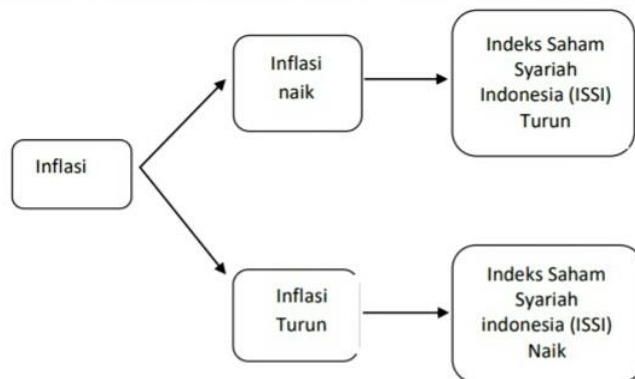 Inflasi
Inflasi
naik
Indeks Saham
Syariah
Indonesia (ISSI)
Turun
Inflasi
Turun
Indeks Saham
Syariah
indonesia (ISSI)
Naik